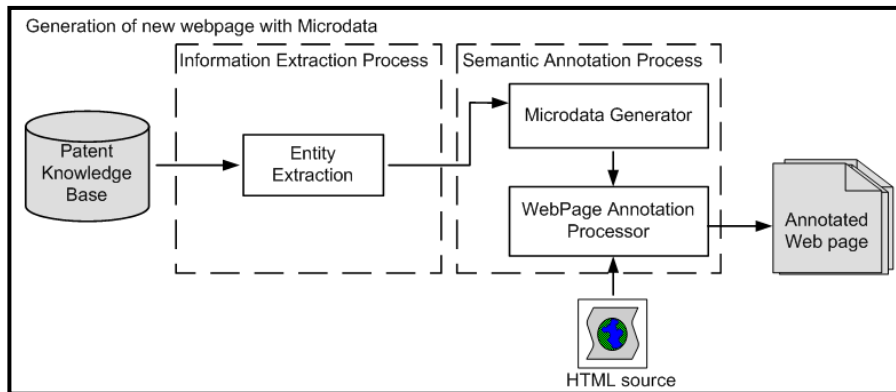 Generation of new webpage with Microdata
Information Extraction Process
Semantic Annotation Process
Patent
Knowledge
Base
Entity
Extraction
Microdata Generator
WebPage Annotation
Processor
Annotated
Web page
HTML source